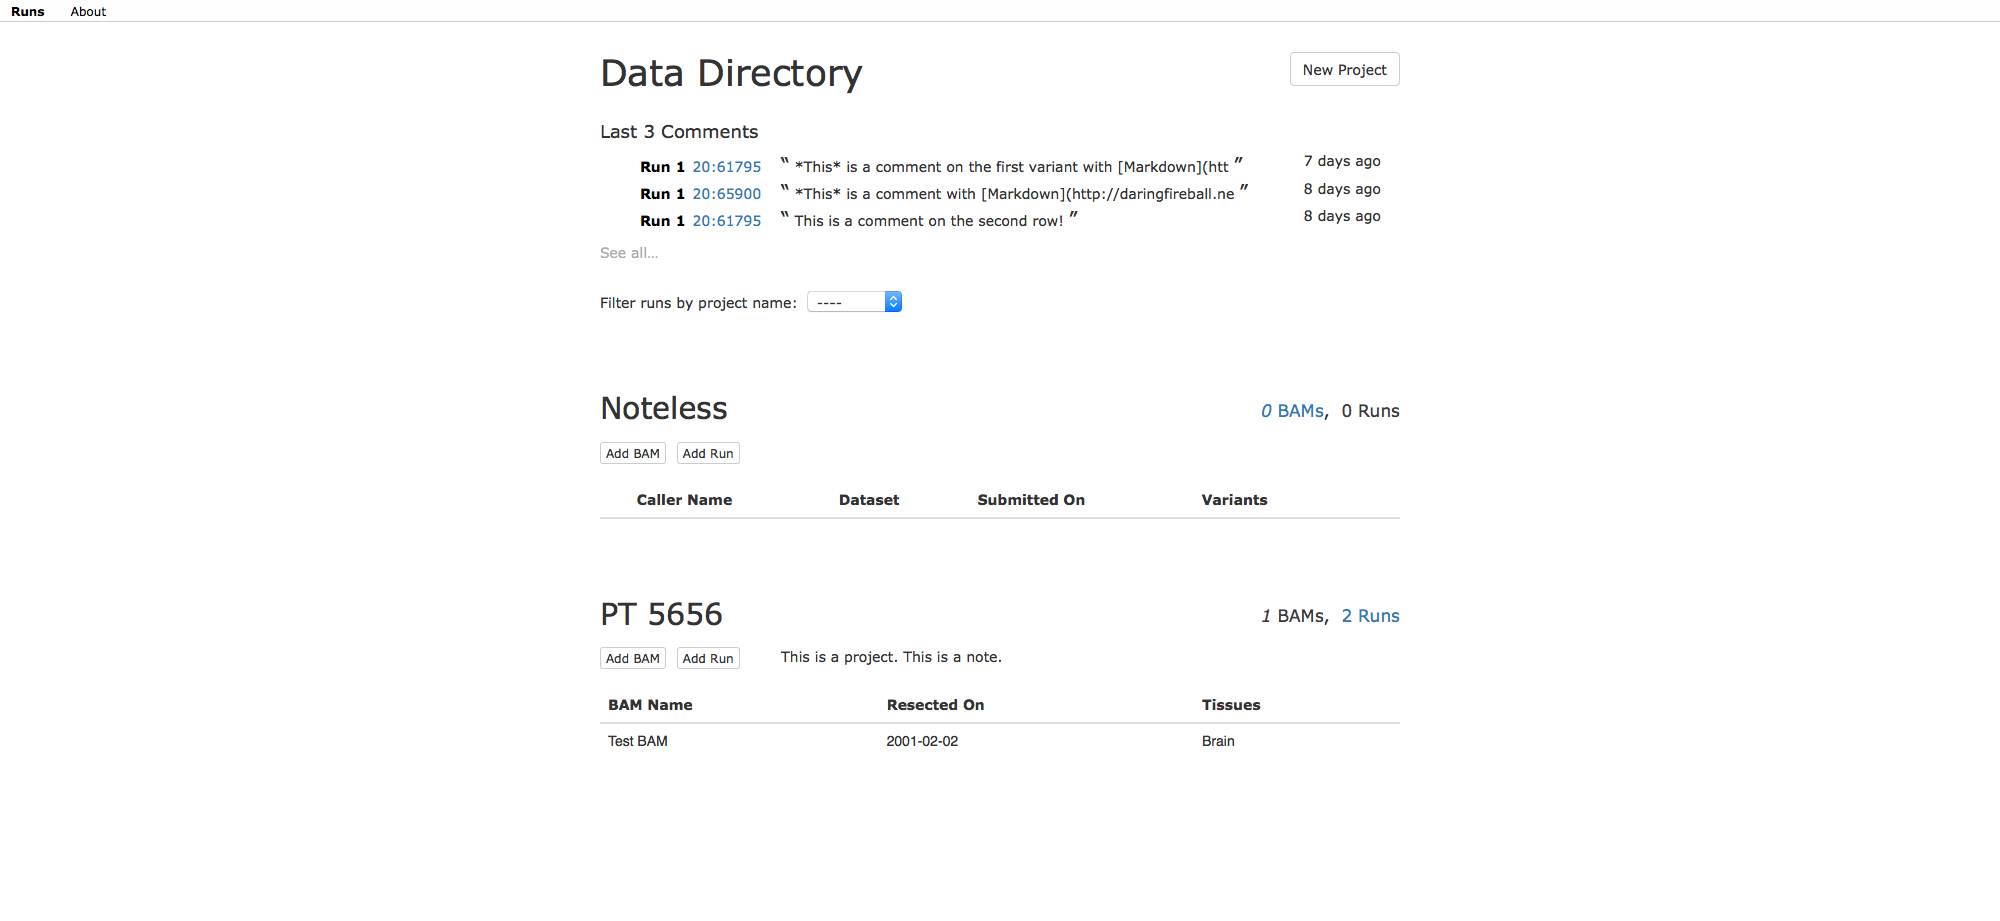 Runs About
Data Directory New Project
Last 3 Comments
Run 1 20:61795 “ *This* is a comment on the first variant with [Markdown](htt ” 7 days ago
Run 1 20:65900 “ *This* is a comment with [Markdown](http://daringfireball.ne ” 8 days ago
Run 1 20:61795 “ This is a comment on the second row! ” 8 days ago
See all...
Filter runs by project name: ----
Noteless 0 BAMs, 0 Runs
Add BAM Add Run
Caller Name Dataset Submitted On Variants
PT 5656 1 BAMs, 2 Runs
Add BAM Add Run This is a project. This is a note.
BAM Name Resected On Tissues
Test BAM 2001-02-02 Brain